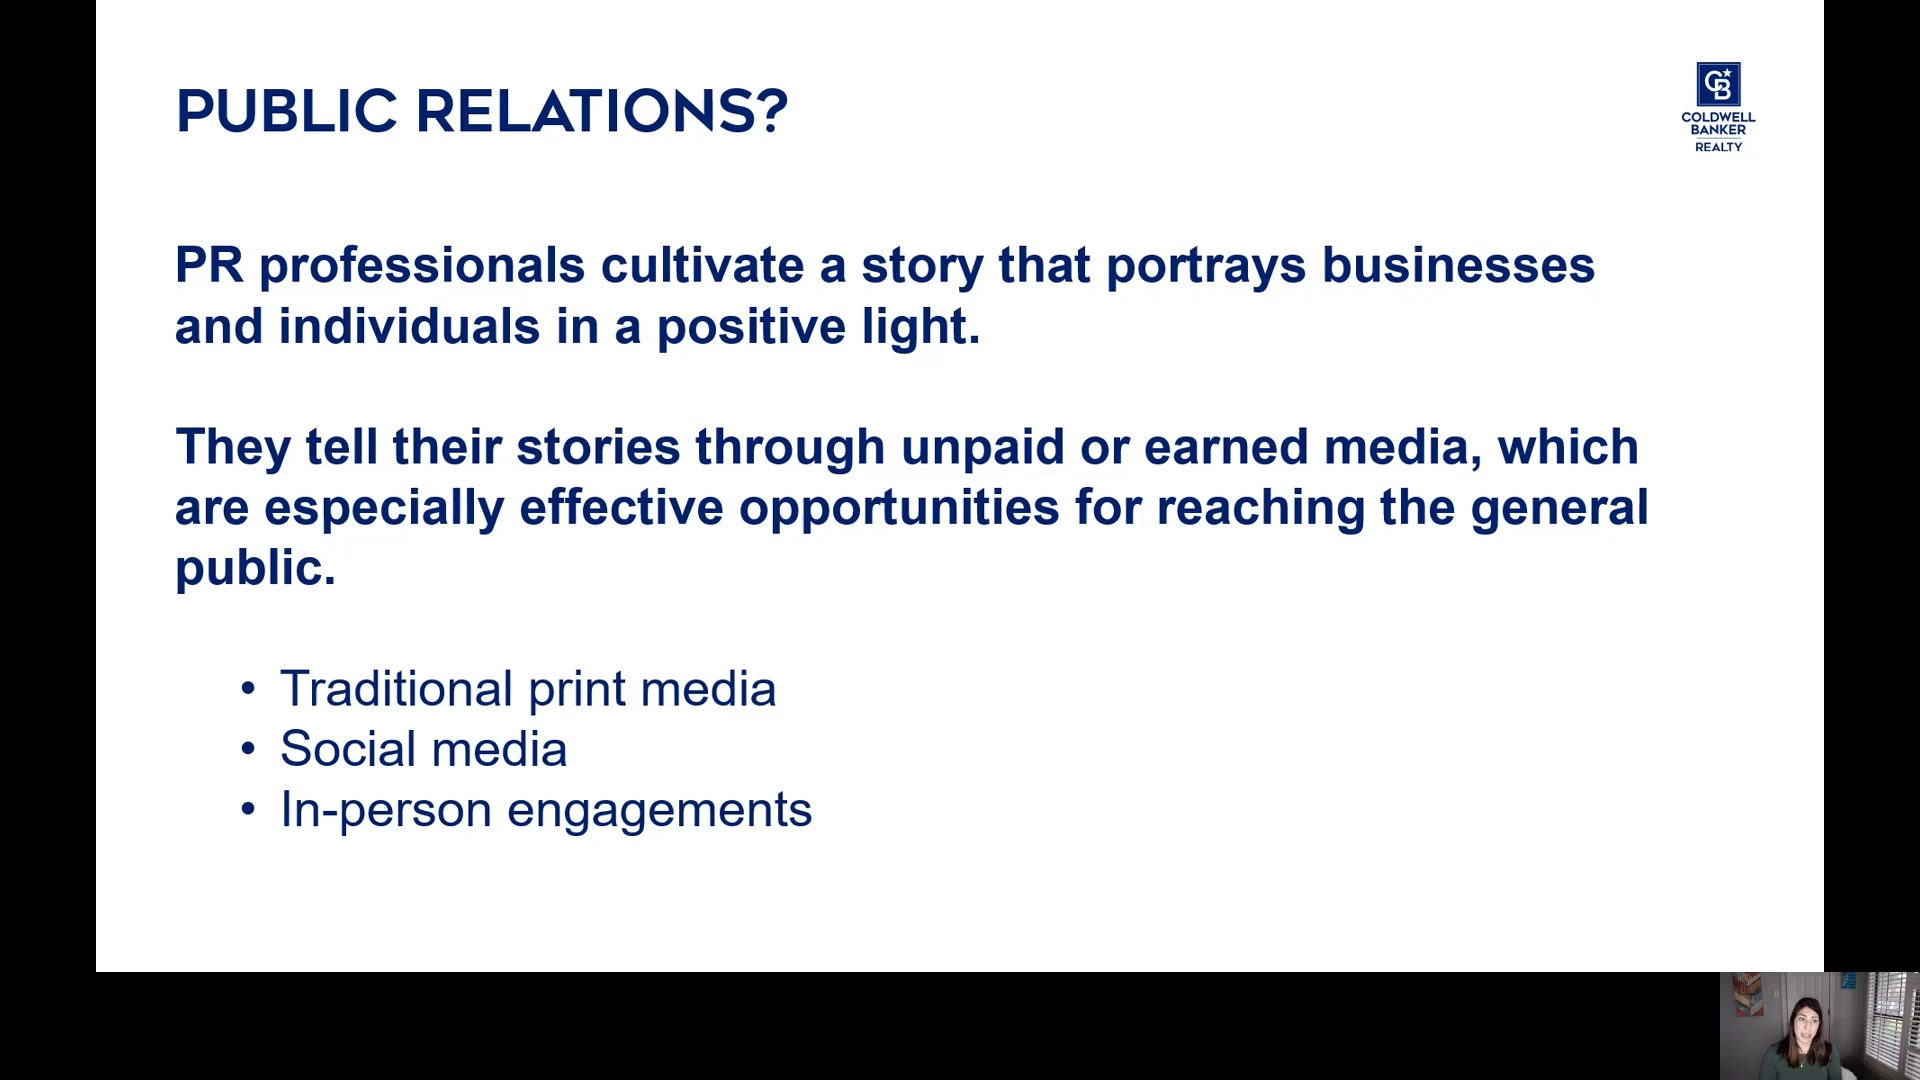 PUBLIC RELATIONS?
CB
COLDWELL
BANKER
REALTY
PR professionals cultivate a story that portrays businesses
and individuals in a positive light.
They tell their stories through unpaid or earned media, which
are especially effective opportunities for reaching the general
public.
• Traditional print media
• Social media
• In-person engagements